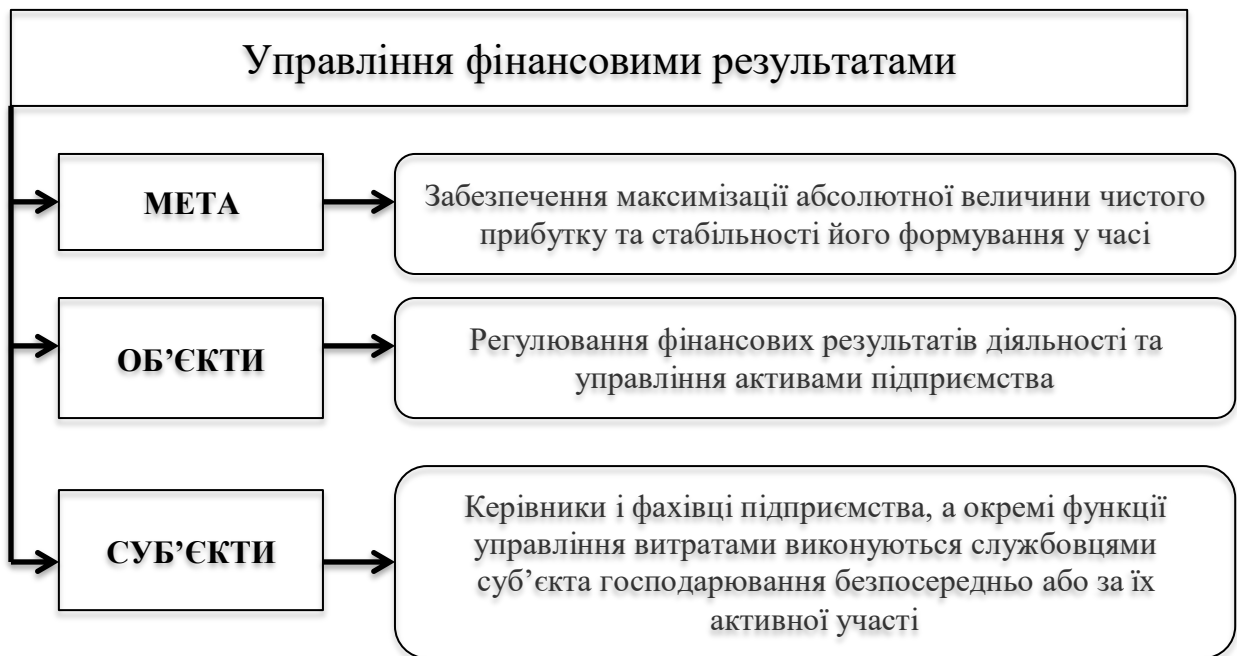 Управління фінансовими результатами
МЕТА
Забезпечення максимізації абсолютної величини чистого
прибутку та стабільності його формування у часі
ОБ’ЄКТИ
Регулювання фінансових результатів діяльності та
управління активами підприємства
СУБ’ЄКТИ
Керівники і фахівці підприємства, а окремі функції
управління витратами виконуються службовцями
суб’єкта господарювання безпосередньо або за їх
активної участі